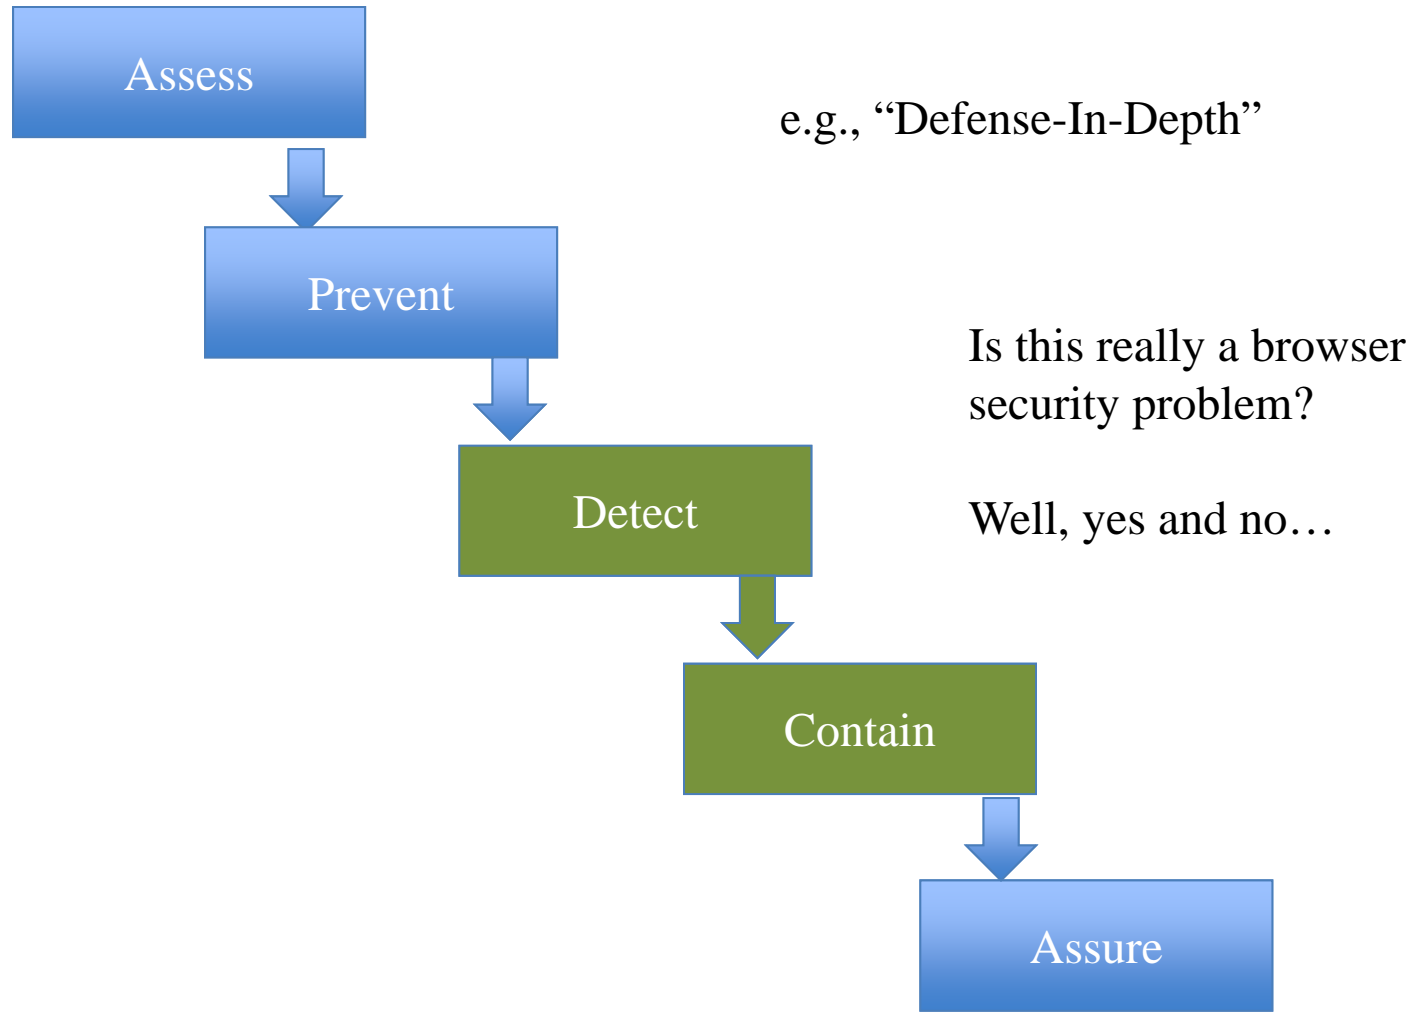 Assess
e.g., “Defense-In-Depth”
Prevent
Is this really a browser
security problem?
Detect
Well, yes and no…
Contain
Assure